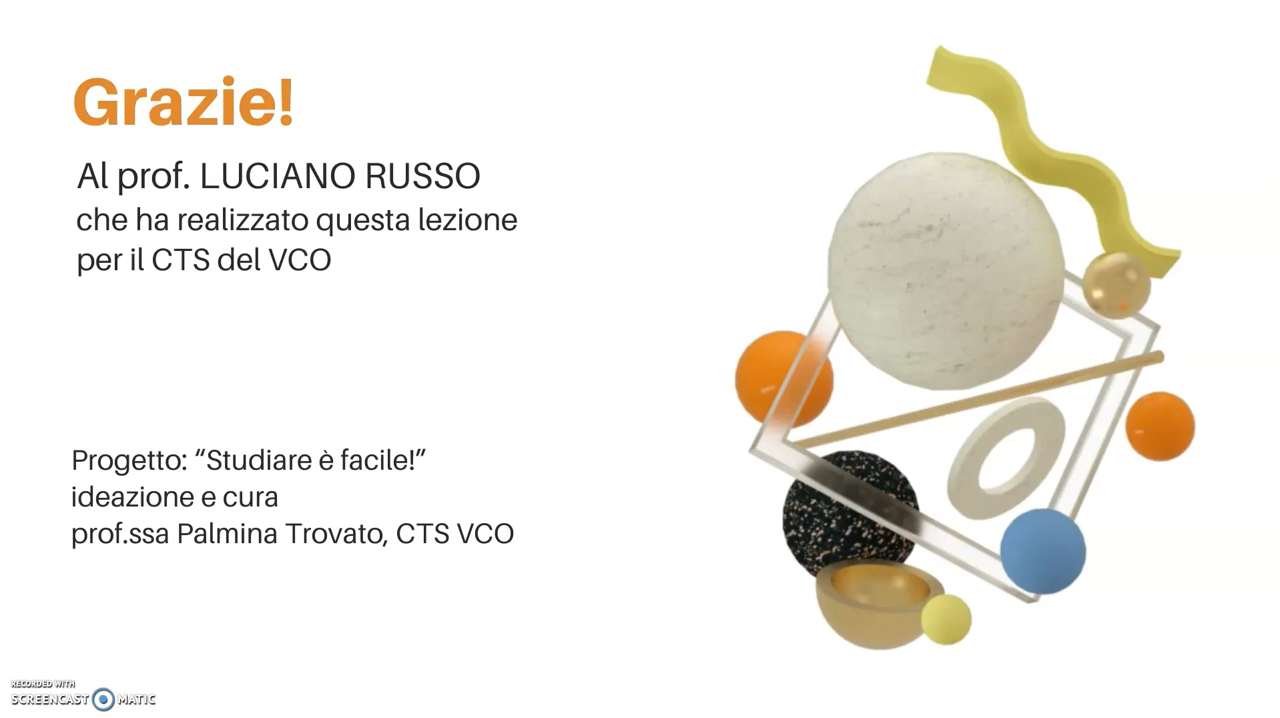 Grazie!
Al prof. LUCIANO RUSSO
che ha realizzato questa lezione
per il CTS del VCO
Progetto: “Studiare è facile!”
ideazione e cura
prof.ssa Palmina Trovato, CTS VCO
RECORDED WITH
SCREENCAST MATIC